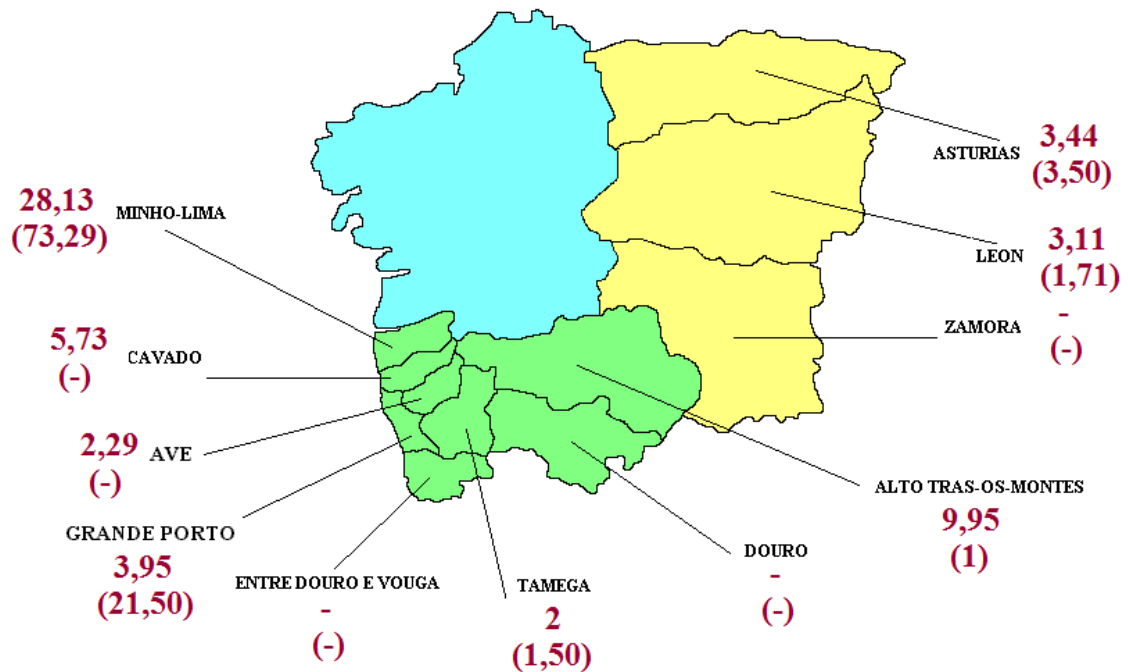 ASTURIAS
3,44
(3,50)
28,13
(73,29)
MINHO-LIMA
LEON
3,11
(1,71)
ZAMORA
-
(-)
5,73
(-)
CAVADO
2,29
(-)
AVE
ALTO TRAS-OS-MONTES
9,95
(1)
GRANDE PORTO
3,95
(21,50)
ENTRE DOURO E VOUGA
-
(-)
TAMEGA
2
(1,50)
DOURO
-
(-)